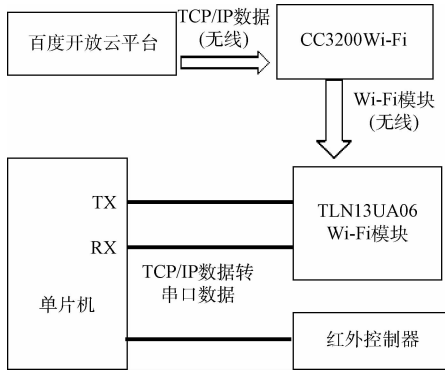 TCP/IP数据
(无线)
百度开放云平台
CC3200Wi-Fi
Wi-Fi模块
(无线)
TX
RX
TLN13UA06
Wi-Fi模块
TCP/IP数据转
串口数据
单片机
红外控制器